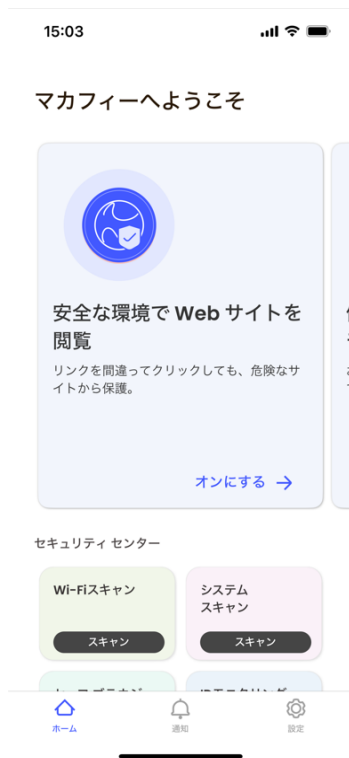 15:03
マカフィーへようこそ
安全な環境で Web サイトを
閲覧
リンクを間違ってクリックしても、危険なサ
イトから保護。
オンにする
セキュリティ センター
Wi-Fiスキャン
システム
スキャン
スキャン
スキャン
ホーム
通知
設定